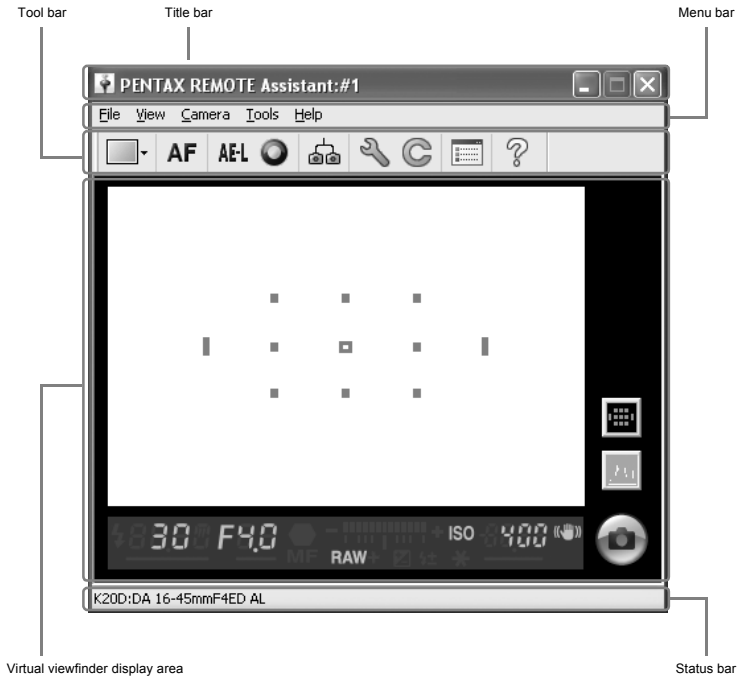 Tool bar
Title bar
Menu bar
PENTAX REMOTE Assistant:#1
File View Camera Tools Help
AF AE-L
30 F4.0 ISO 400
MF RAW+
K20D:DA 16-45mmF4ED AL
Virtual viewfinder display area
Status bar